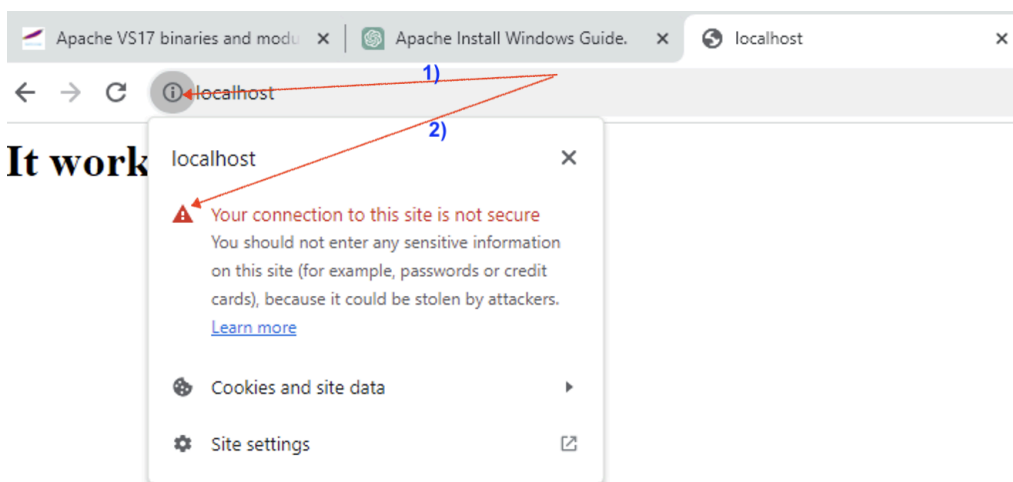 Apache VS17 binaries and modu
Apache Install Windows Guide.
localhost
1)
localhost
2)
It work
localhost
Your connection to this site is not secure
You should not enter any sensitive information
on this site (for example, passwords or credit
cards), because it could be stolen by attackers.
Learn more
Cookies and site data
Site settings